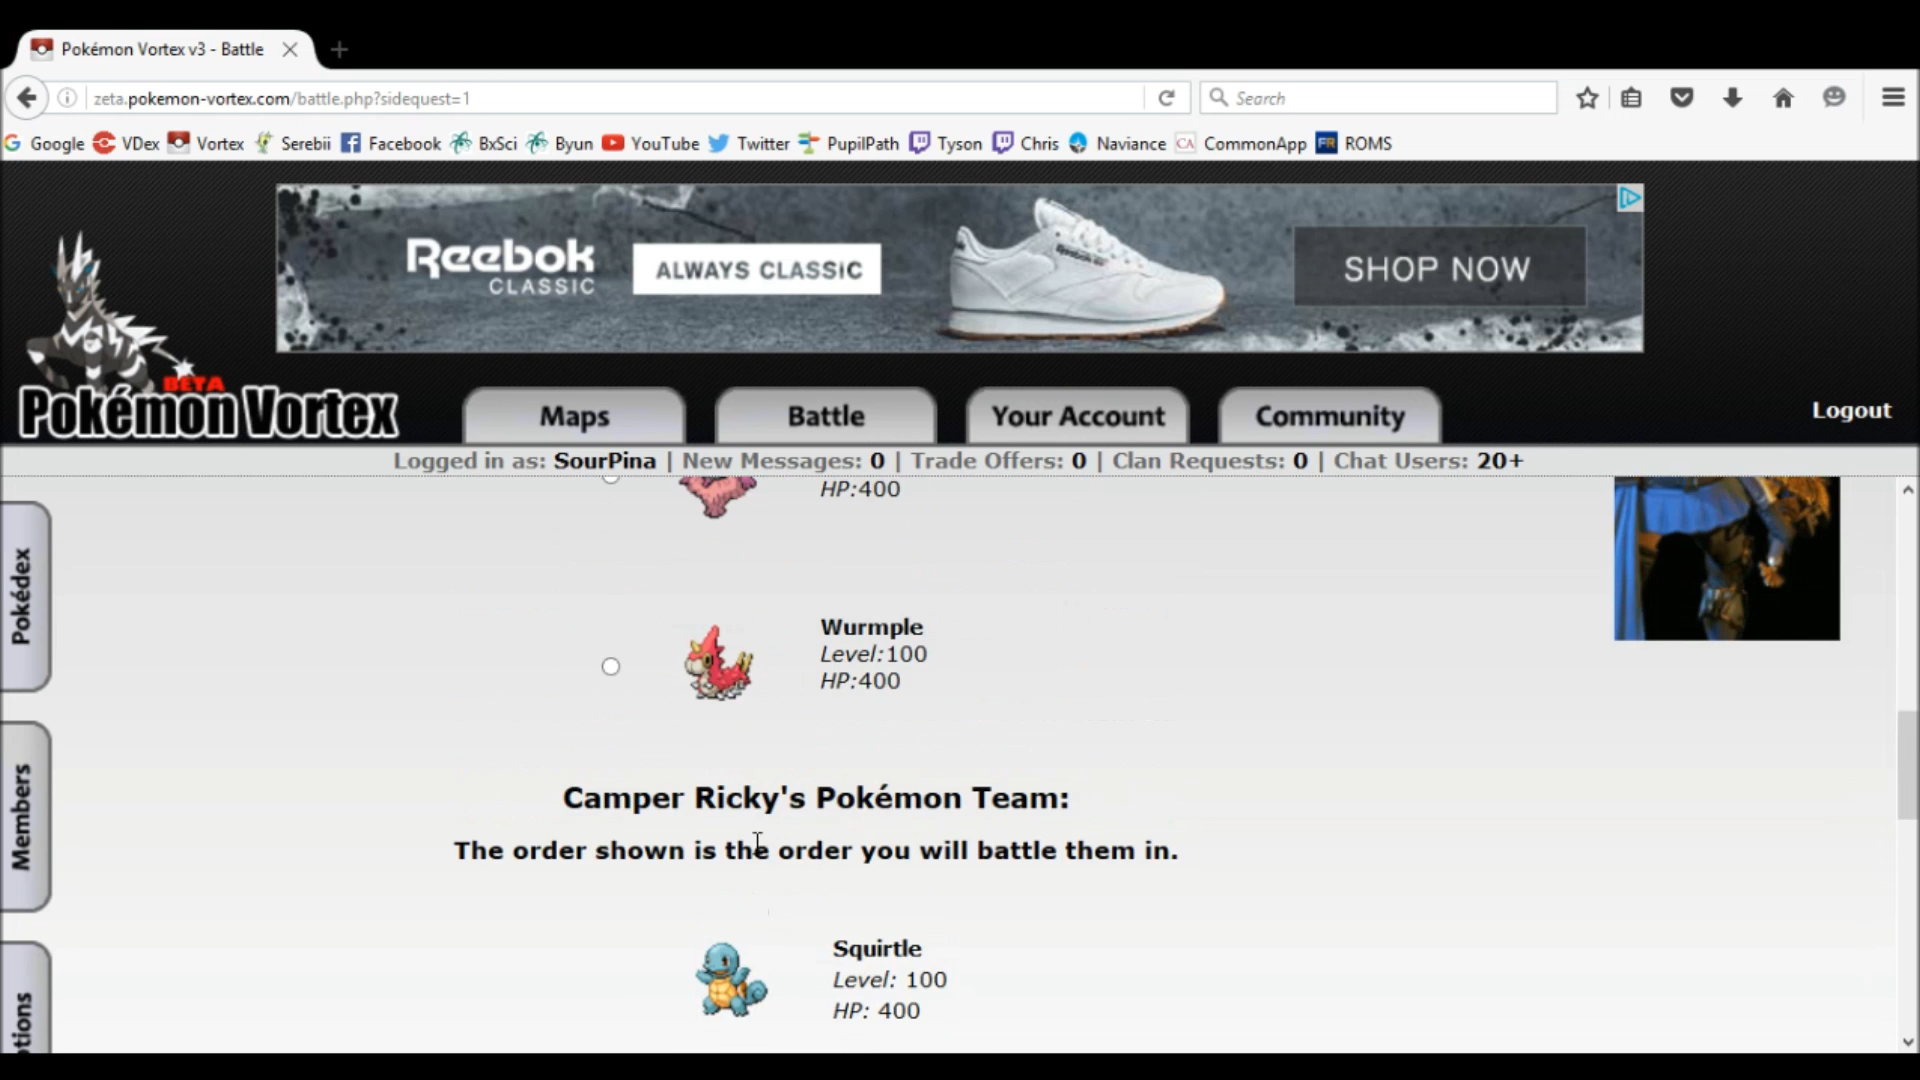 Pokémon Vortex v3 - Battle
zeta.pokemon-vortex.com/battle.php?sidequest=1
Search
Google VDex Vortex Serebii Facebook BxSci Byun YouTube Twitter PupilPath Tyson Chris Naviance CA CommonApp FR ROMS
Reebok
CLASSIC
ALWAYS CLASSIC
SHOP NOW
BETA
Pokémon Vortex
Maps
Battle
Your Account
Community
Logout
Logged in as: SourPina | New Messages: 0 | Trade Offers: 0 | Clan Requests: 0 | Chat Users: 20+
HP:400
Pokédex
Wurmple
Level:100
HP:400
Members
Camper Ricky's Pokémon Team:
The order shown is the order you will battle them in.
Squirtle
Level: 100
HP: 400
tions